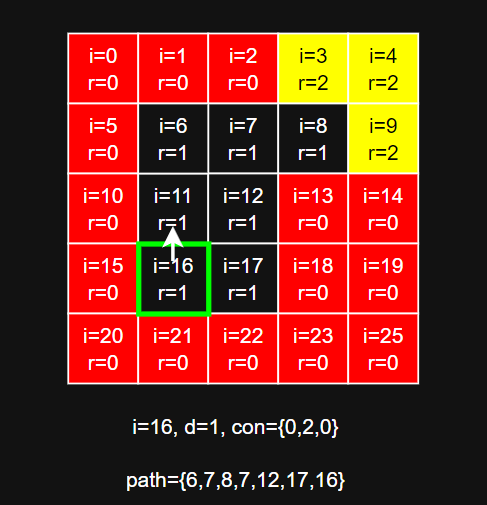 i=0 i=1 i=2 i=3 i=4
r=0 r=0 r=0 r=2 r=2
i=5 i=6 i=7 i=8 i=9
r=0 r=1 r=1 r=1 r=2
i=10 i=11 i=12 i=13 i=14
r=0 r=1 r=1 r=0 r=0
i=15 i=16 i=17 i=18 i=19
r=0 r=1 r=1 r=0 r=0
i=20 i=21 i=22 i=23 i=25
r=0 r=0 r=0 r=0 r=0
i=16, d=1, con={0,2,0}
path={6,7,8,7,12,17,16}